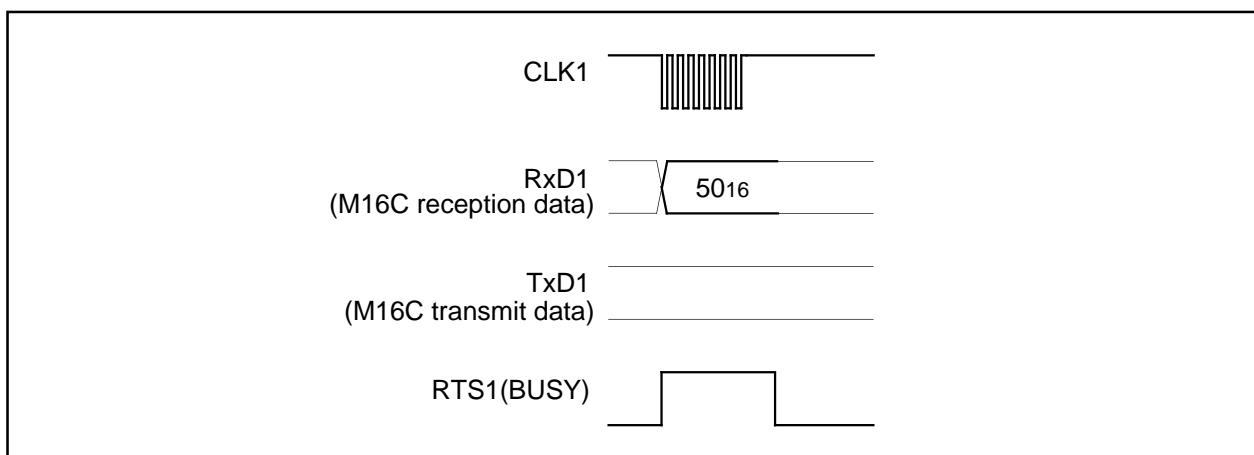 CLK1
RxD1
(M16C reception data)
5016
TxD1
(M16C transmit data)
RTS1(BUSY)